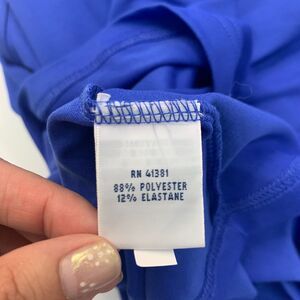 RN 41381
88% POLYESTER
12% ELASTANE